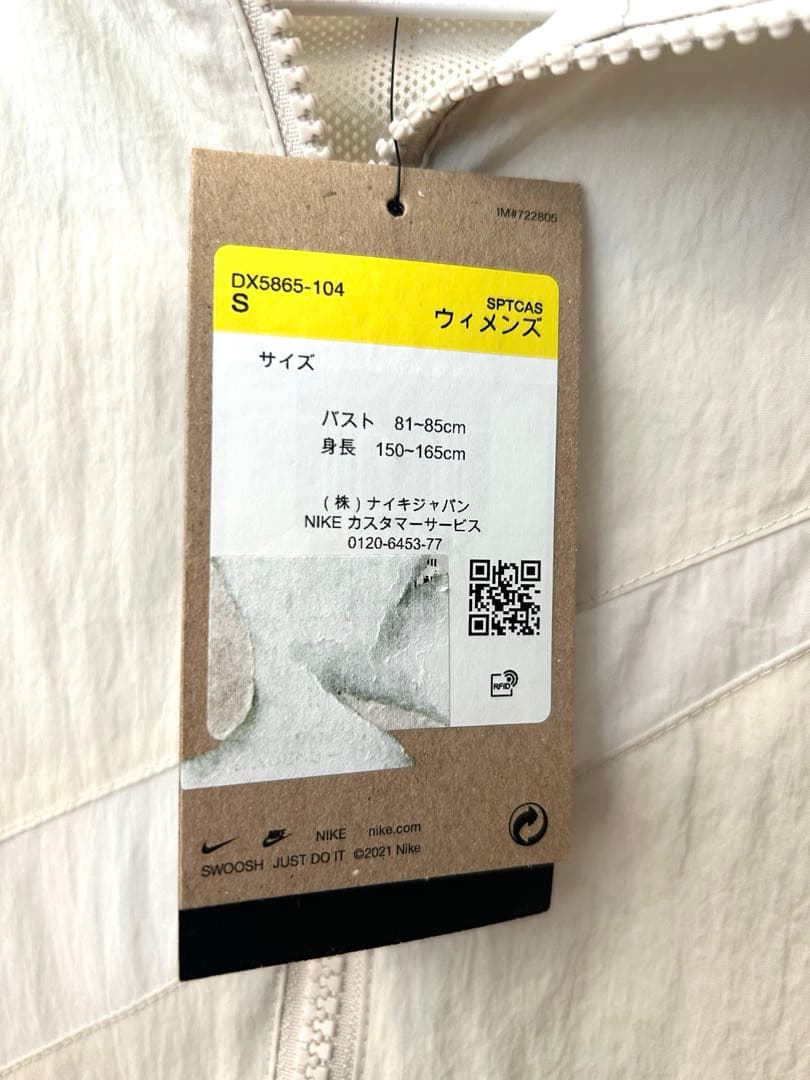 IM#722805
DX5865-104
S
SPTCAS
ウィメンズ
サイズ
バスト 81~85cm
身長 150~165cm
(株)ナイキジャパン
NIKE カスタマーサービス
0120-6453-77
RFID
NIKE nike.com
SWOOSH JUST DO IT ©2021 Nike